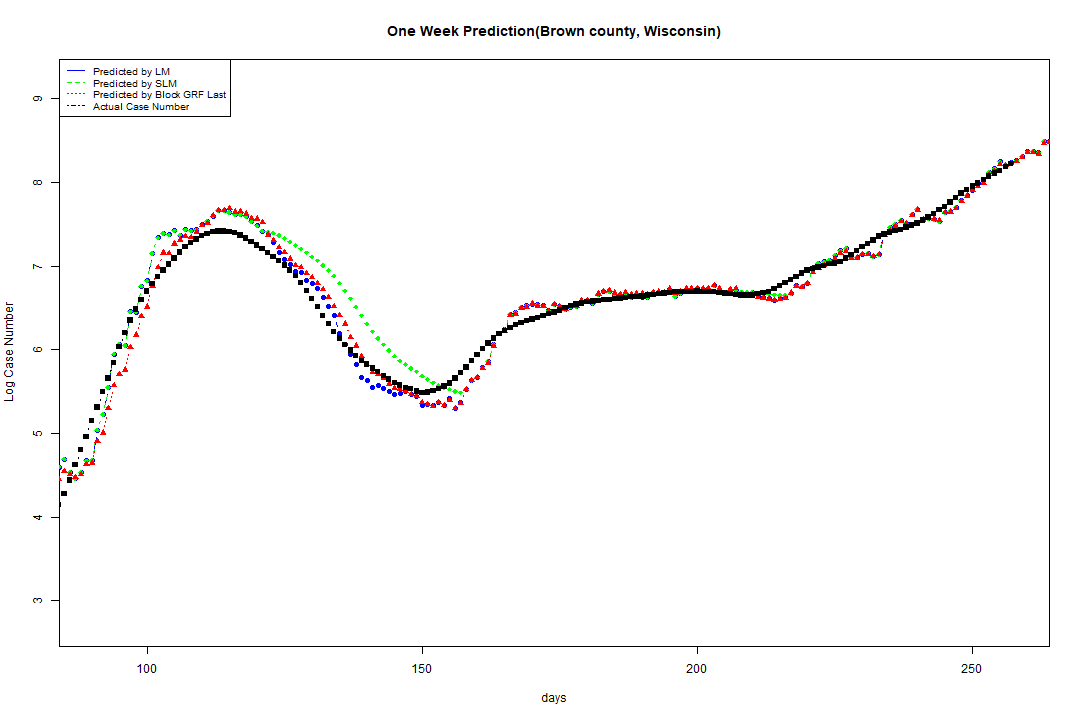 One Week Prediction(Brown county, Wisconsin)
Predicted by LM
Predicted by SLM
Predicted by Block GRF Last
Actual Case Number
9
8
7
6
5
4
3
Log Case Number
100 150 200 250
days